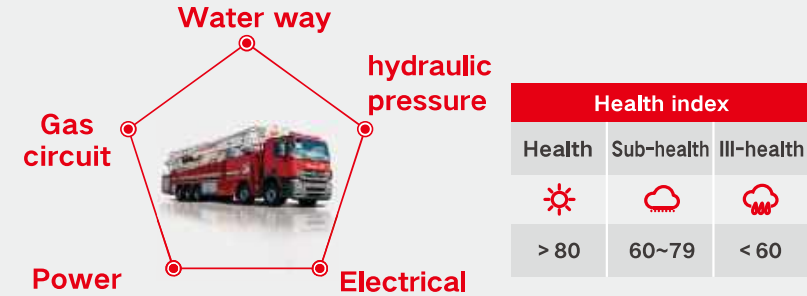 Water way
hydraulic
pressure
Gas
circuit
Power
Electrical
Health index
Health Sub-health Ill-health
> 80 60~79 < 60